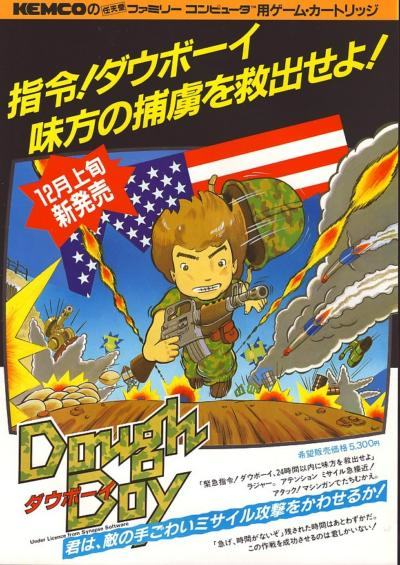 KEMCOの任天堂ファミリー コンピュータ™用ゲーム・カートリッジ
指令!ダウボーイ
味方の捕虜を救出せよ!
12月上旬
新発売
Dough
Boy
ダウボーイ
Under Licence from Synapse Software
希望販売価格 5,300円
「緊急指令!ダウボーイ、24時間以内に味方を救出せよ」
ラジャー。アテンション ミサイル急接近!
アタック!マシンガンでたちむかえ。
君は、敵の手ごわいミサイル攻撃をかわせるか!
「急げ、時間がないぞ」残された時間はあとわずかだ。
この作戦を成功させるのは君しかいない!